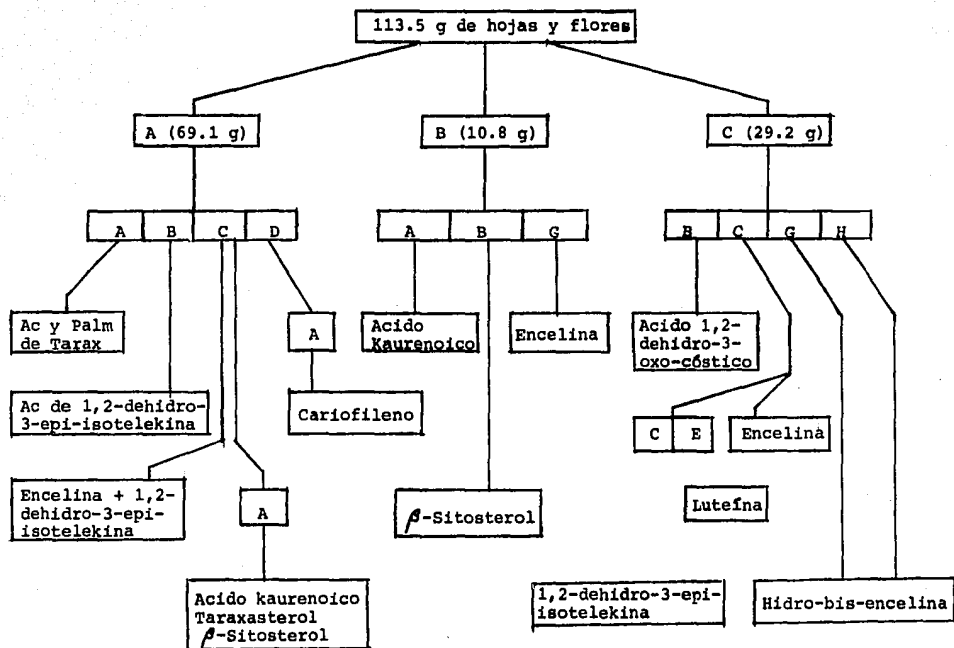 113.5 g de hojas y flores
A (69.1 g)
B (10.8 g)
C (29.2 g)
A B C D
A B G
B C G H
Ac y Palm
de Tarax
A
Acido
Kaurenoico
Encelina
Acido 1,2-
dehidro-3-
oxo-cóstico
Ac de 1,2-dehidro-
3-epi-isotelekina
Cariofileno
C E
Encelina
Encelina + 1,2-
dehidro-3-epi-
isotelekina
A
β-Sitosterol
Luteína
Acido kaurenoico
Taraxasterol
β-Sitosterol
1,2-dehidro-3-epi-
isotelekina
Hidro-bis-encelina